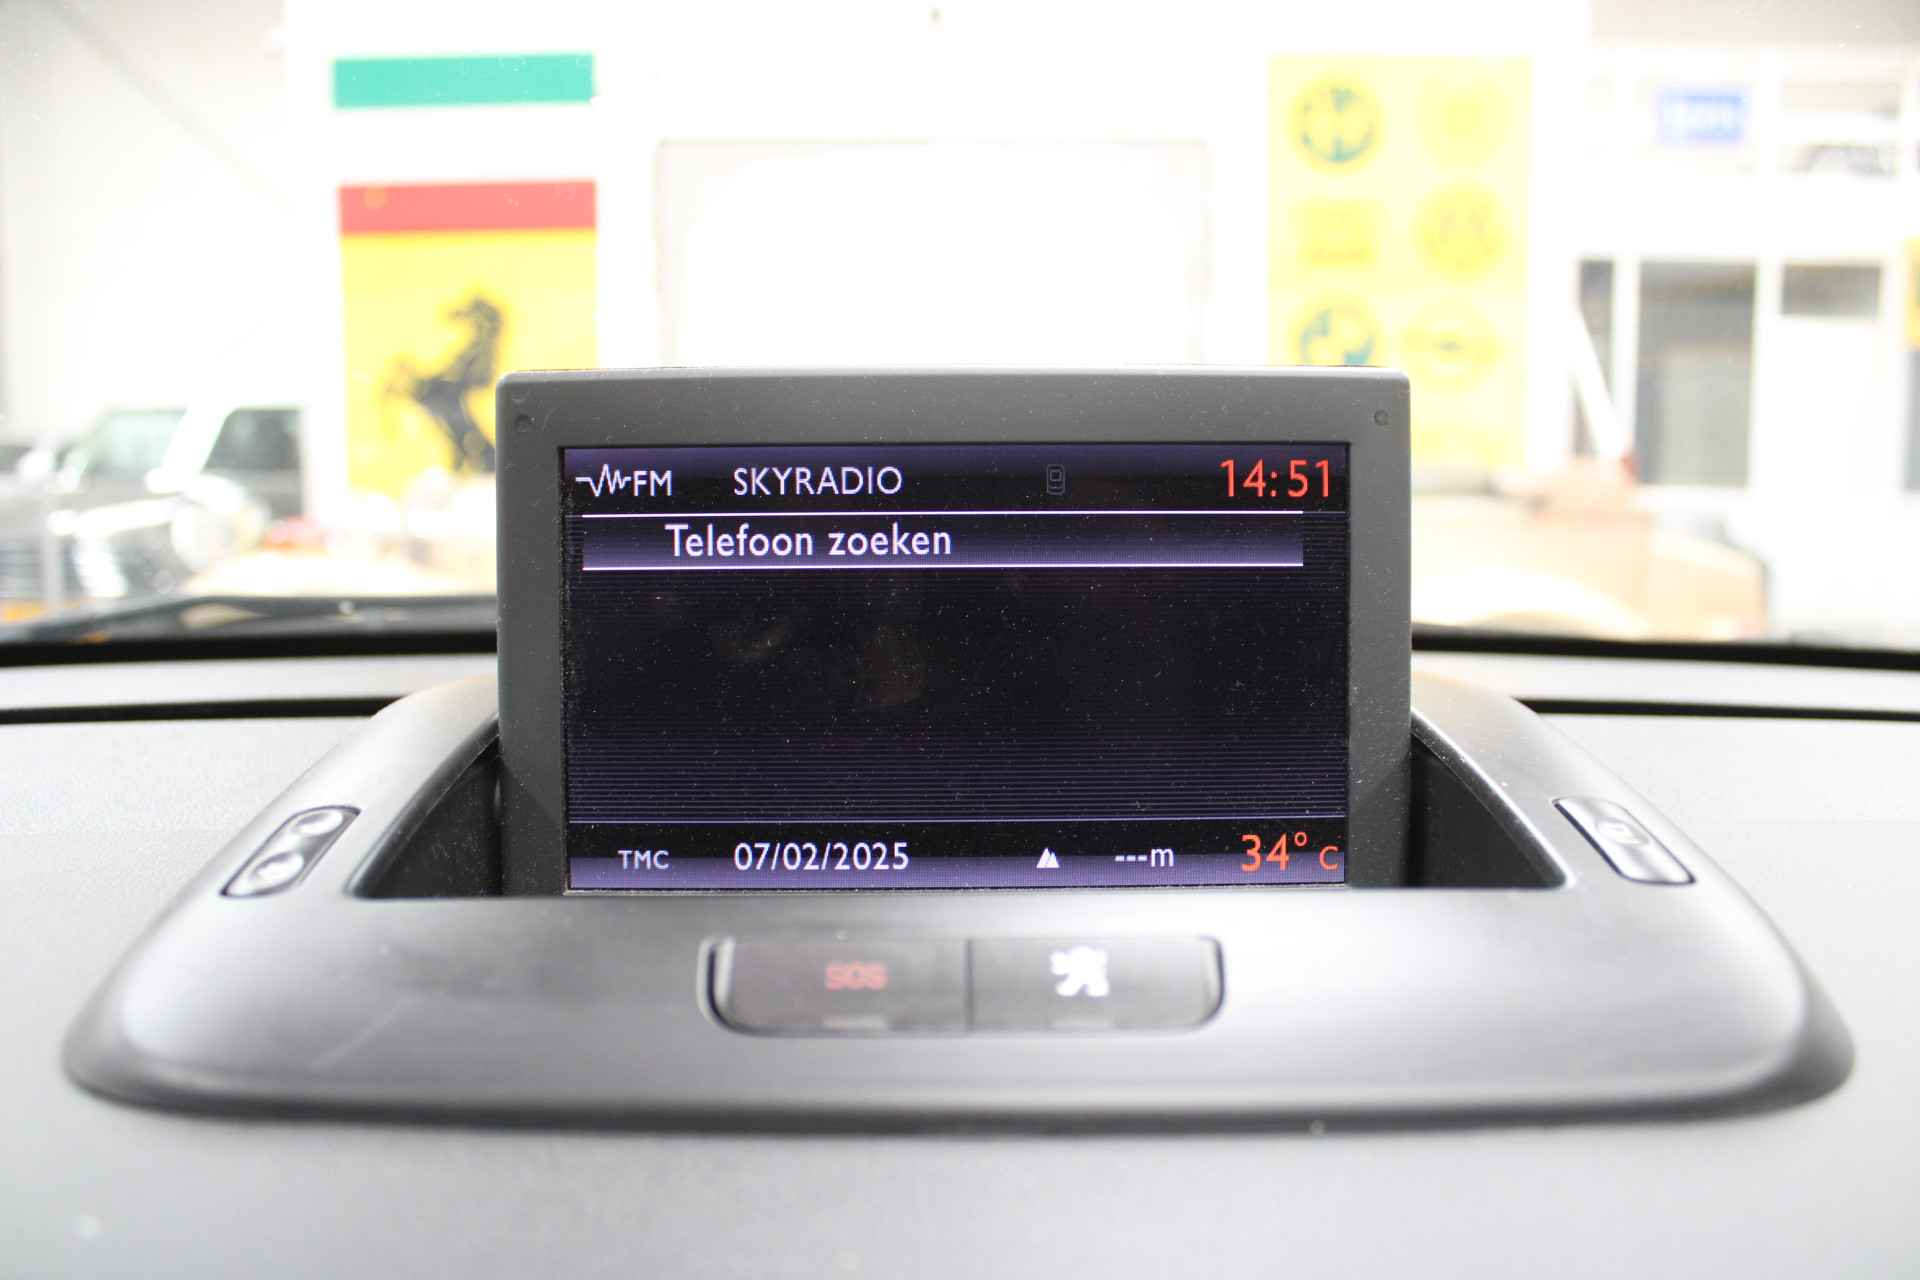 FM SKYRADIO 14:51
Telefoon zoeken
TMC 07/02/2025 ---m 34° C
SOS